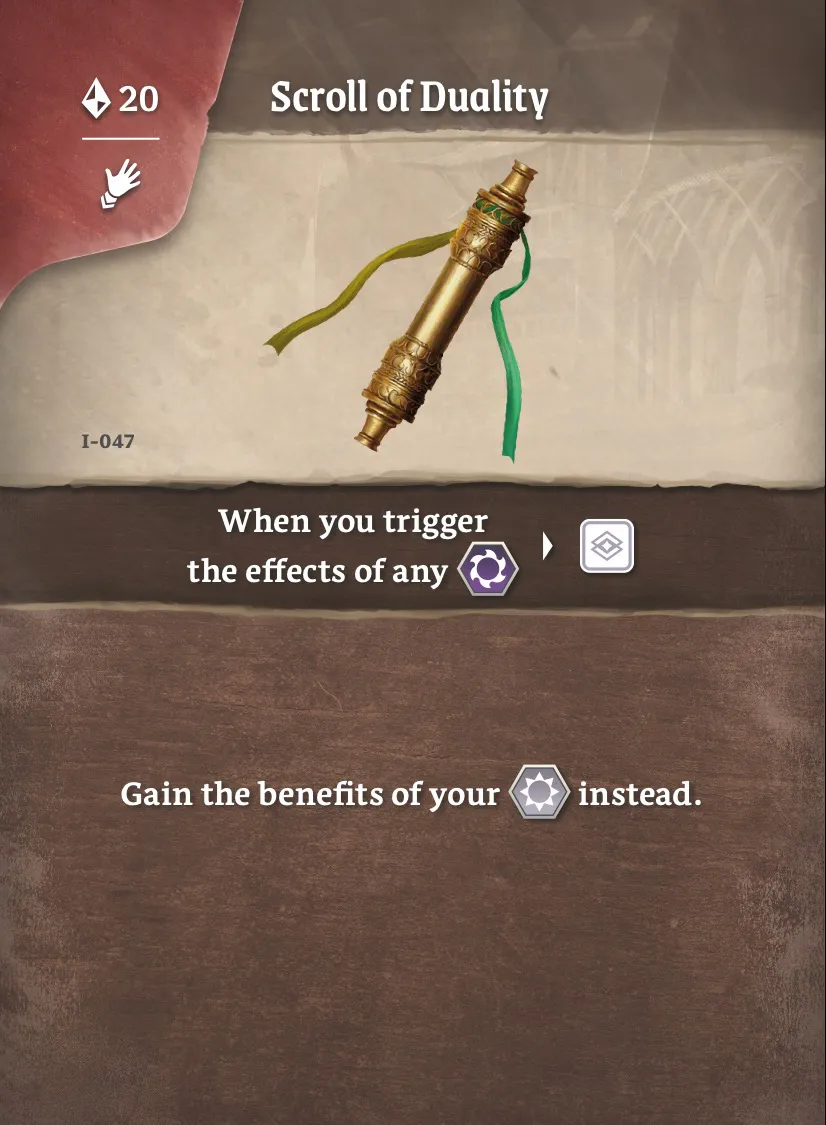 20
Scroll of Duality
I-047
When you trigger
the effects of any
Gain the benefits of your instead.